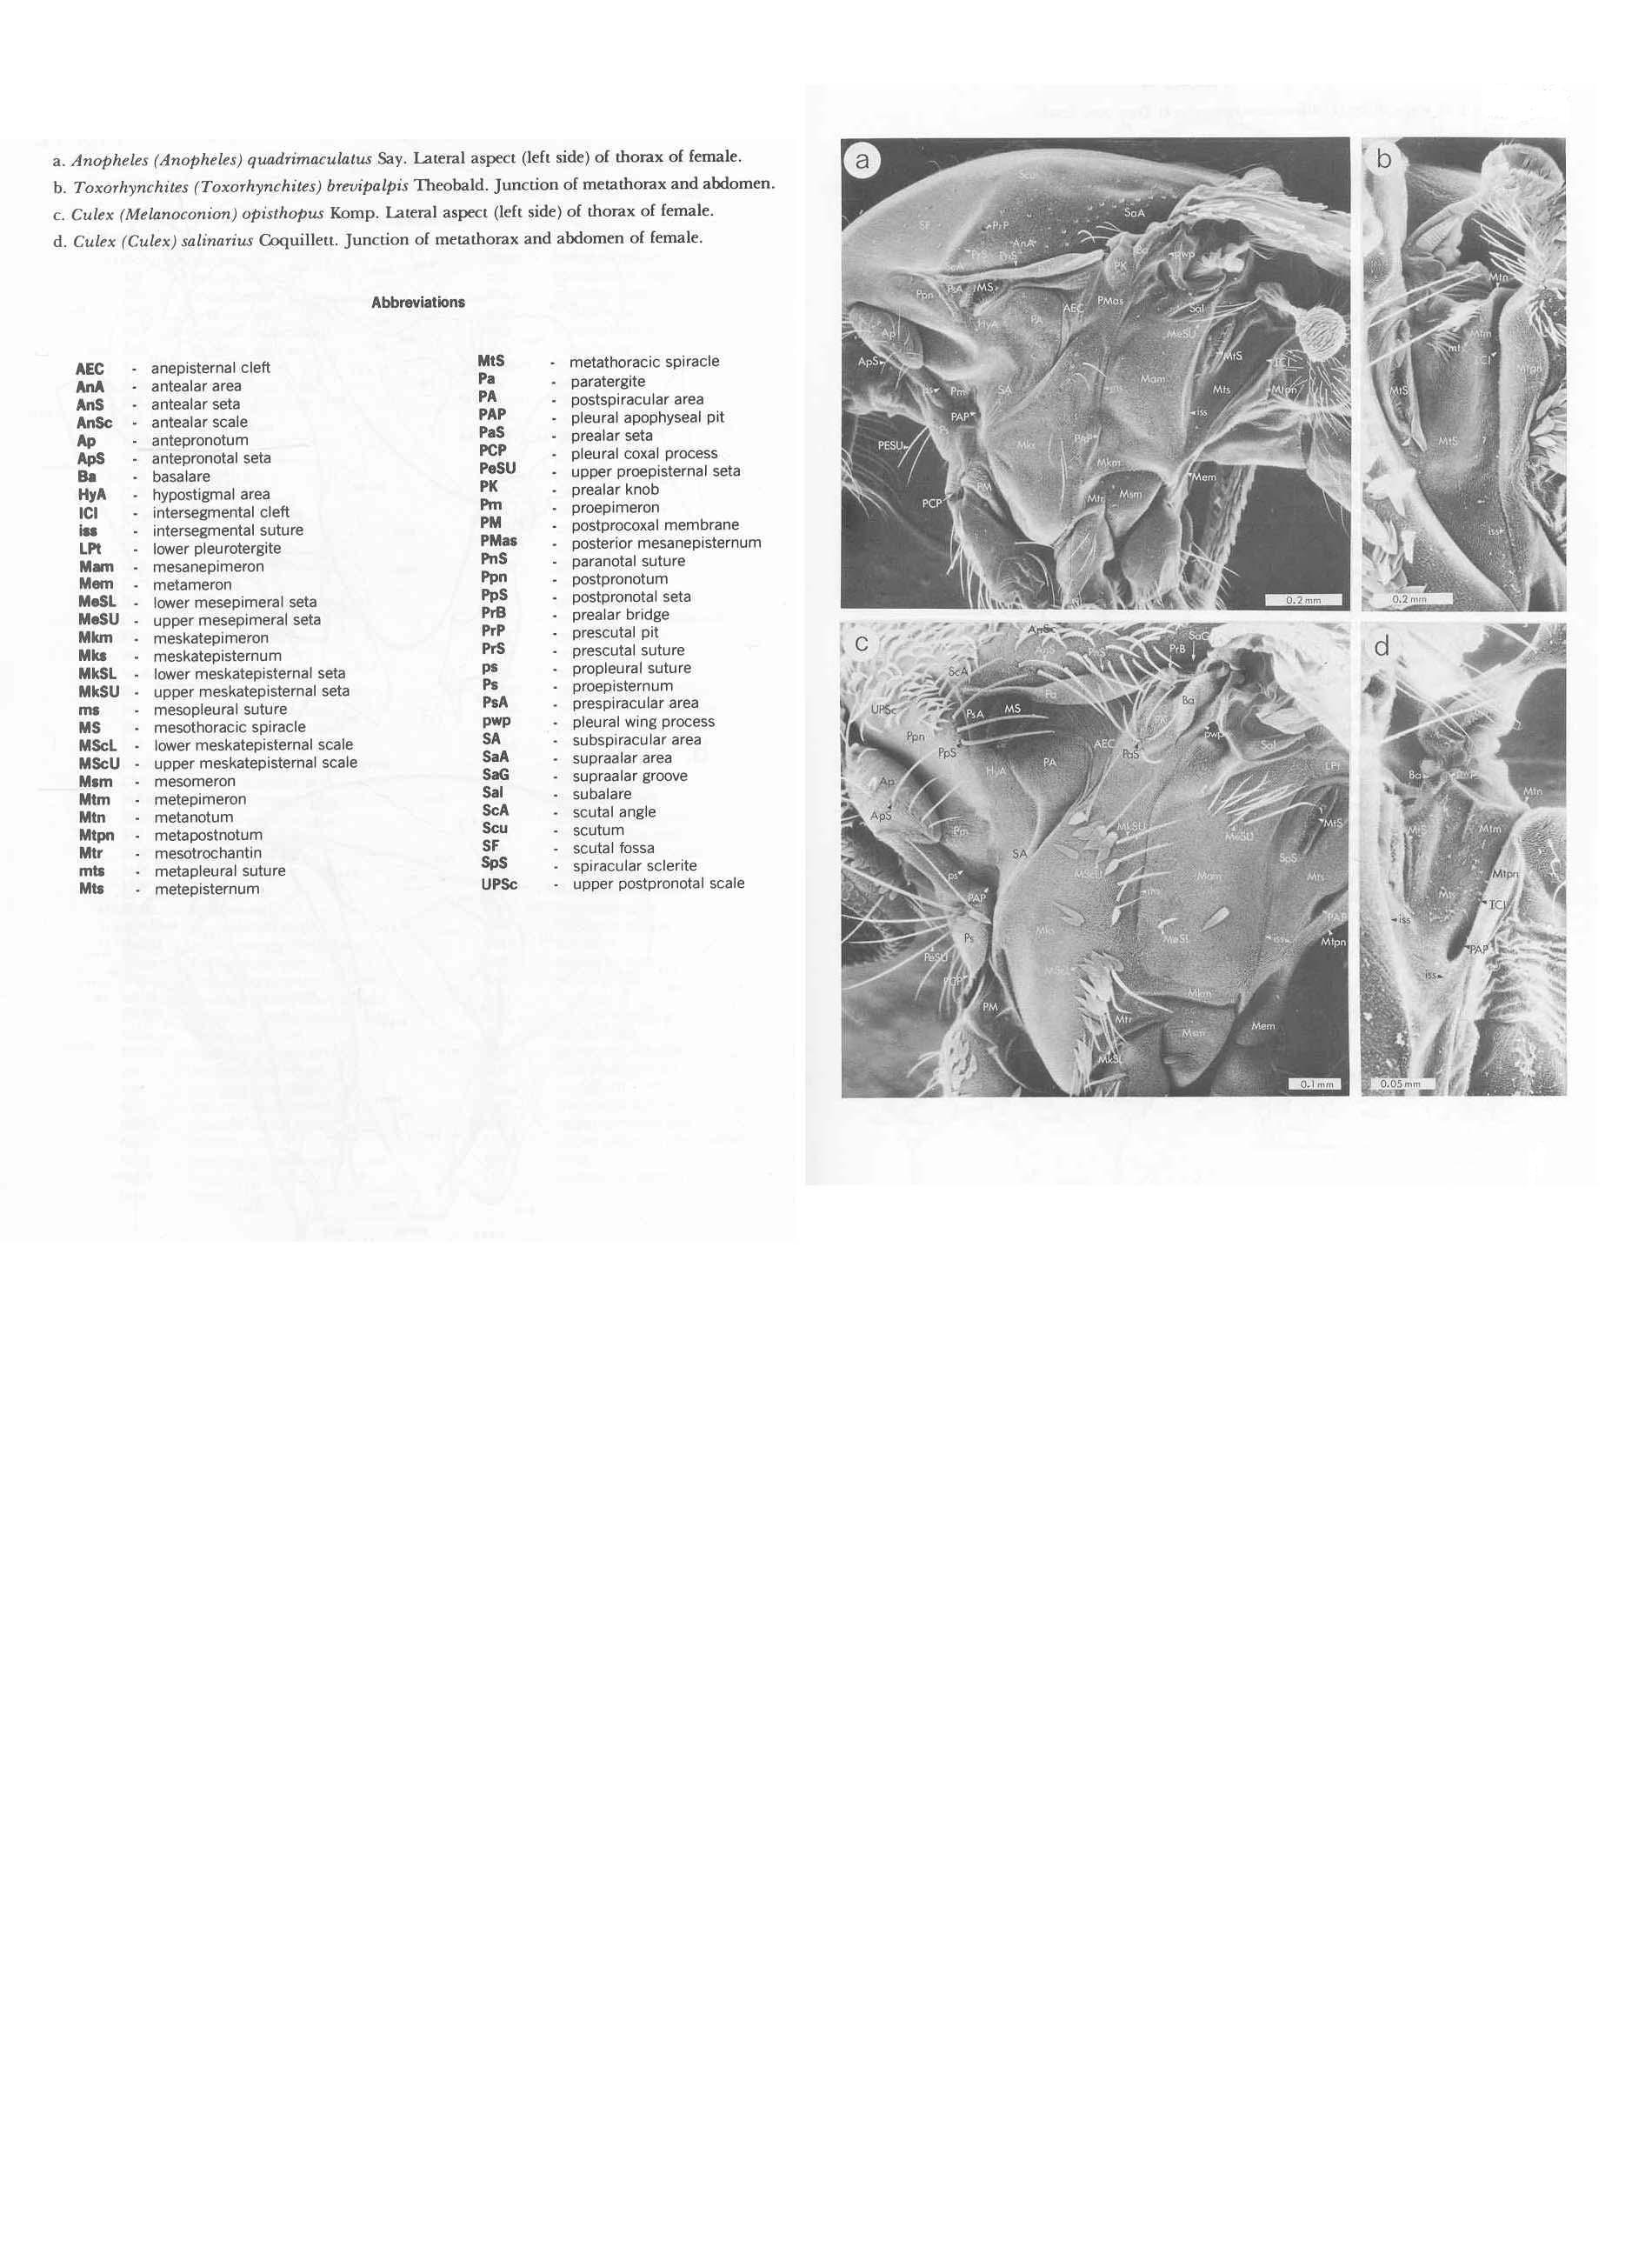 a. Anopheles (Anopheles) quadrimaculatus Say. Lateral aspect (left side) of thorax of female.
b. Toxorhynchites (Toxorhynchites) brevipalpis Theobald. Junction of metathorax and abdomen.
c. Culex (Melanoconion) opisthopus Komp. Lateral aspect (left side) of thorax of female.
d. Culex (Culex) salinarius Coquillett. Junction of metathorax and abdomen of female.
Abbreviations
AEC - anepisternal cleft
AnA - antealar area
AnS - antealar seta
AnSc - antealar scale
Ap - antepronotum
ApS - antepronotal seta
Ba - basalare
HyA - hypostigmal area
ICl - intersegmental cleft
iss - intersegmental suture
LPt - lower pleurotergite
Mam - mesanepimeron
Mem - metameron
MeSL - lower mesepimeral seta
MeSU - upper mesepimeral seta
Mkm - meskatepimeron
Mks - meskatepisternum
MkSL - lower meskatepisternal seta
MkSU - upper meskatepisternal seta
ms - mesopleural suture
MS - mesothoracic spiracle
MScL - lower meskatepisternal scale
MScU - upper meskatepisternal scale
Msm - mesomeron
Mtm - metepimeron
Mtn - metanotum
Mtpn - metapostnotum
Mtr - mesotrochantin
mts - metapleural suture
Mts - metepisternum
MtS - metathoracic spiracle
Pa - paratergite
PA - postspiracular area
PAP - pleural apophyseal pit
PaS - prealar seta
PCP - pleural coxal process
PeSU - upper proepisternal seta
PK - prealar knob
Pm - proepimeron
PM - postprocoxal membrane
PMas - posterior mesanepisternum
PnS - paranotal suture
Ppn - postpronotum
PpS - postpronotal seta
PrB - prealar bridge
PrP - prescutal pit
PrS - prescutal suture
ps - propleural suture
Ps - proepisternum
PsA - prespiracular area
pwp - pleural wing process
SA - subspiracular area
SaA - supraalar area
SaG - supraalar groove
Sal - subalare
ScA - scutal angle
Scu - scutum
SF - scutal fossa
SpS - spiracular sclerite
UPSc - upper postpronotal scale
a
Scu
SaA
SF
PrP
AnA
PK
pwp
Ppn
PsA
MS
HyA
PA
AEC
PMas
Sal
MeSU
Ap
ApS
MtS
ICl
Pm
SA
ms
Mam
Mts
Mtpn
PAP
iss
PESU
Mks
PAP
Mkm
Mem
PCP
PM
Mtr
Msm
0.2 mm
b
Mtn
Mtm
mts
ICl
Mtpn
MtS
MtS
iss
0.2 mm
c
AnSc
SaG
PrB
ScA
Pa
UPSc
PsA
MS
Ba
PK
Ppn
PpS
AEC
PaS
pwp
Sal
HyA
PA
LPt
Ap
ApS
Pm
MkSU
MeSU
MtS
SA
SpS
ps
MScU
Mam
Mts
PAP
ms
PAP
Mks
Ps
MeSL
iss
Mtpn
PeSU
PCP
MScL
Mkm
PM
Mtr
Msm
Mem
MkSL
0.1 mm
d
Ba
Mtn
MtS
Mtm
Mtpn
Mts
ICl
iss
PAP
iss
0.05 mm